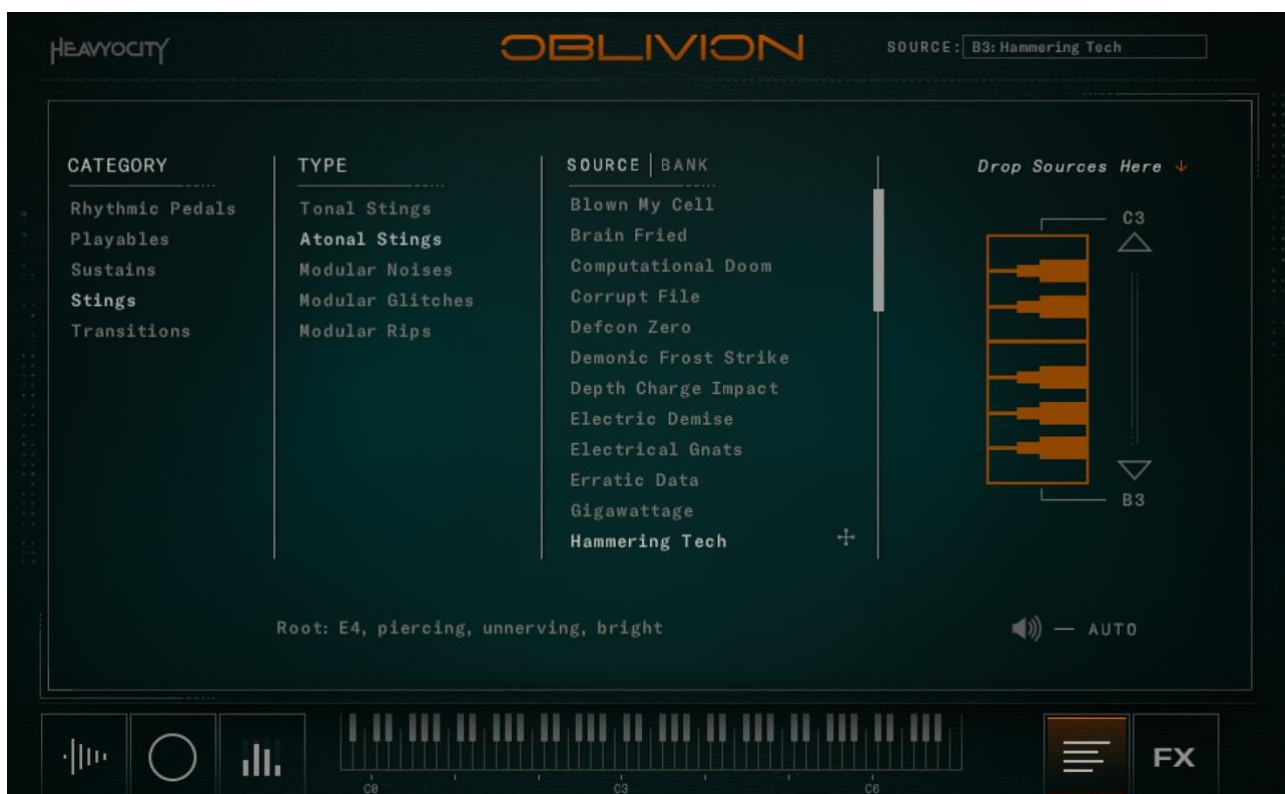 HEAVYOCITY
OBLIVION
SOURCE: B3: Hammering Tech
CATEGORY
Rhythmic Pedals
Playables
Sustains
Stings
Transitions
TYPE
Tonal Stings
Atonal Stings
Modular Noises
Modular Glitches
Modular Rips
SOURCE | BANK
Blown My Cell
Brain Fried
Computational Doom
Corrupt File
Defcon Zero
Demonic Frost Strike
Depth Charge Impact
Electric Demise
Electrical Gnats
Erratic Data
Gigawattage
Hammering Tech
Drop Sources Here ↓
C3
B3
Root: E4, piercing, unnerving, bright
— AUTO
C0 C3 C6
FX